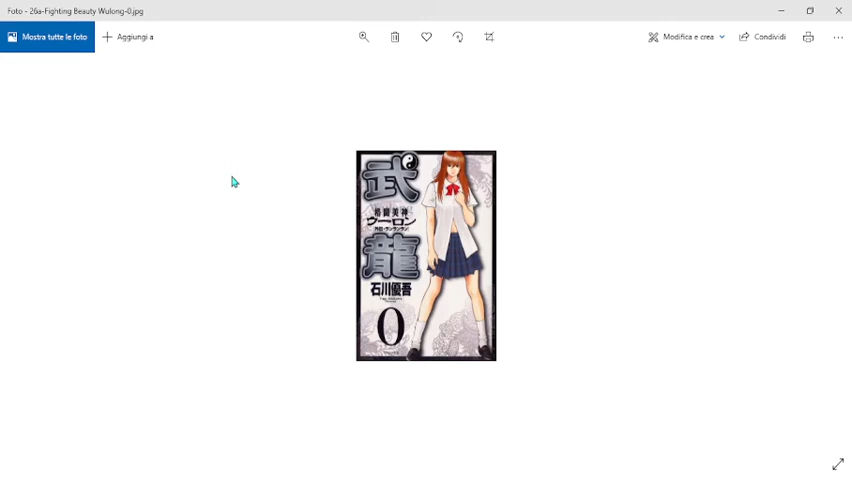 Foto - 26a-Fighting Beauty Wulong-0.jpg
Mostra tutte le foto
Aggiungi a
Modifica e crea
Condividi
武
格闘美神
ウーロン
龍
石川優吾
0